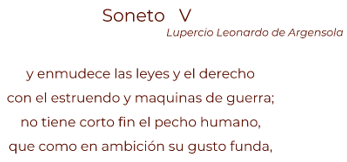 Soneto V
Lupercio Leonardo de Argensola
y enmudece las leyes y el derecho
con el estruendo y maquinas de guerra;
no tiene corto fin el pecho humano,
que como en ambición su gusto funda,